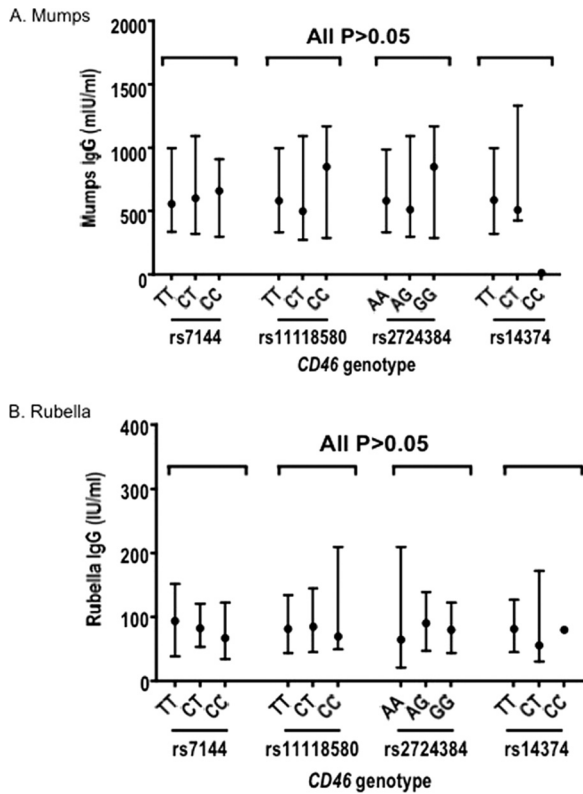 A. Mumps
2000
All P>0.05
1500
1000
500
0
Mumps IgG (mIU/ml)
TT CT CC TT CT CC AA AG GG TT CT CC
rs7144 rs11118580 rs2724384 rs14374
CD46 genotype
B. Rubella
400
All P>0.05
300
200
100
0
Rubella IgG (IU/ml)
TT CT CC TT CT CC AA AG GG TT CT CC
rs7144 rs11118580 rs2724384 rs14374
CD46 genotype